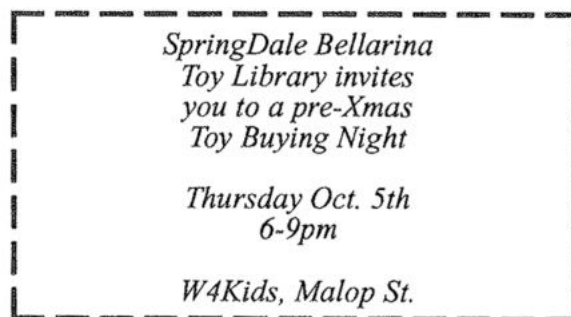 SpringDale Bellarina
Toy Library invites
you to a pre-Xmas
Toy Buying Night
Thursday Oct. 5th
6-9pm
W4Kids, Malop St.